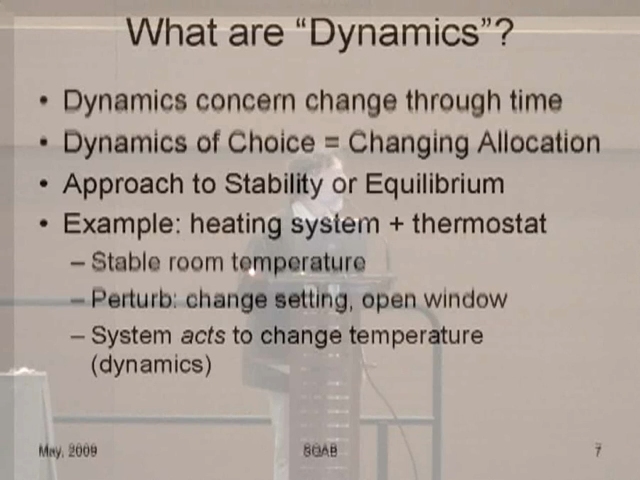 What are “Dynamics”?
• Dynamics concern change through time
• Dynamics of Choice = Changing Allocation
• Approach to Stability or Equilibrium
• Example: heating system + thermostat
– Stable room temperature
– Perturb: change setting, open window
– System acts to change temperature
(dynamics)
May, 2009 SQAB 7